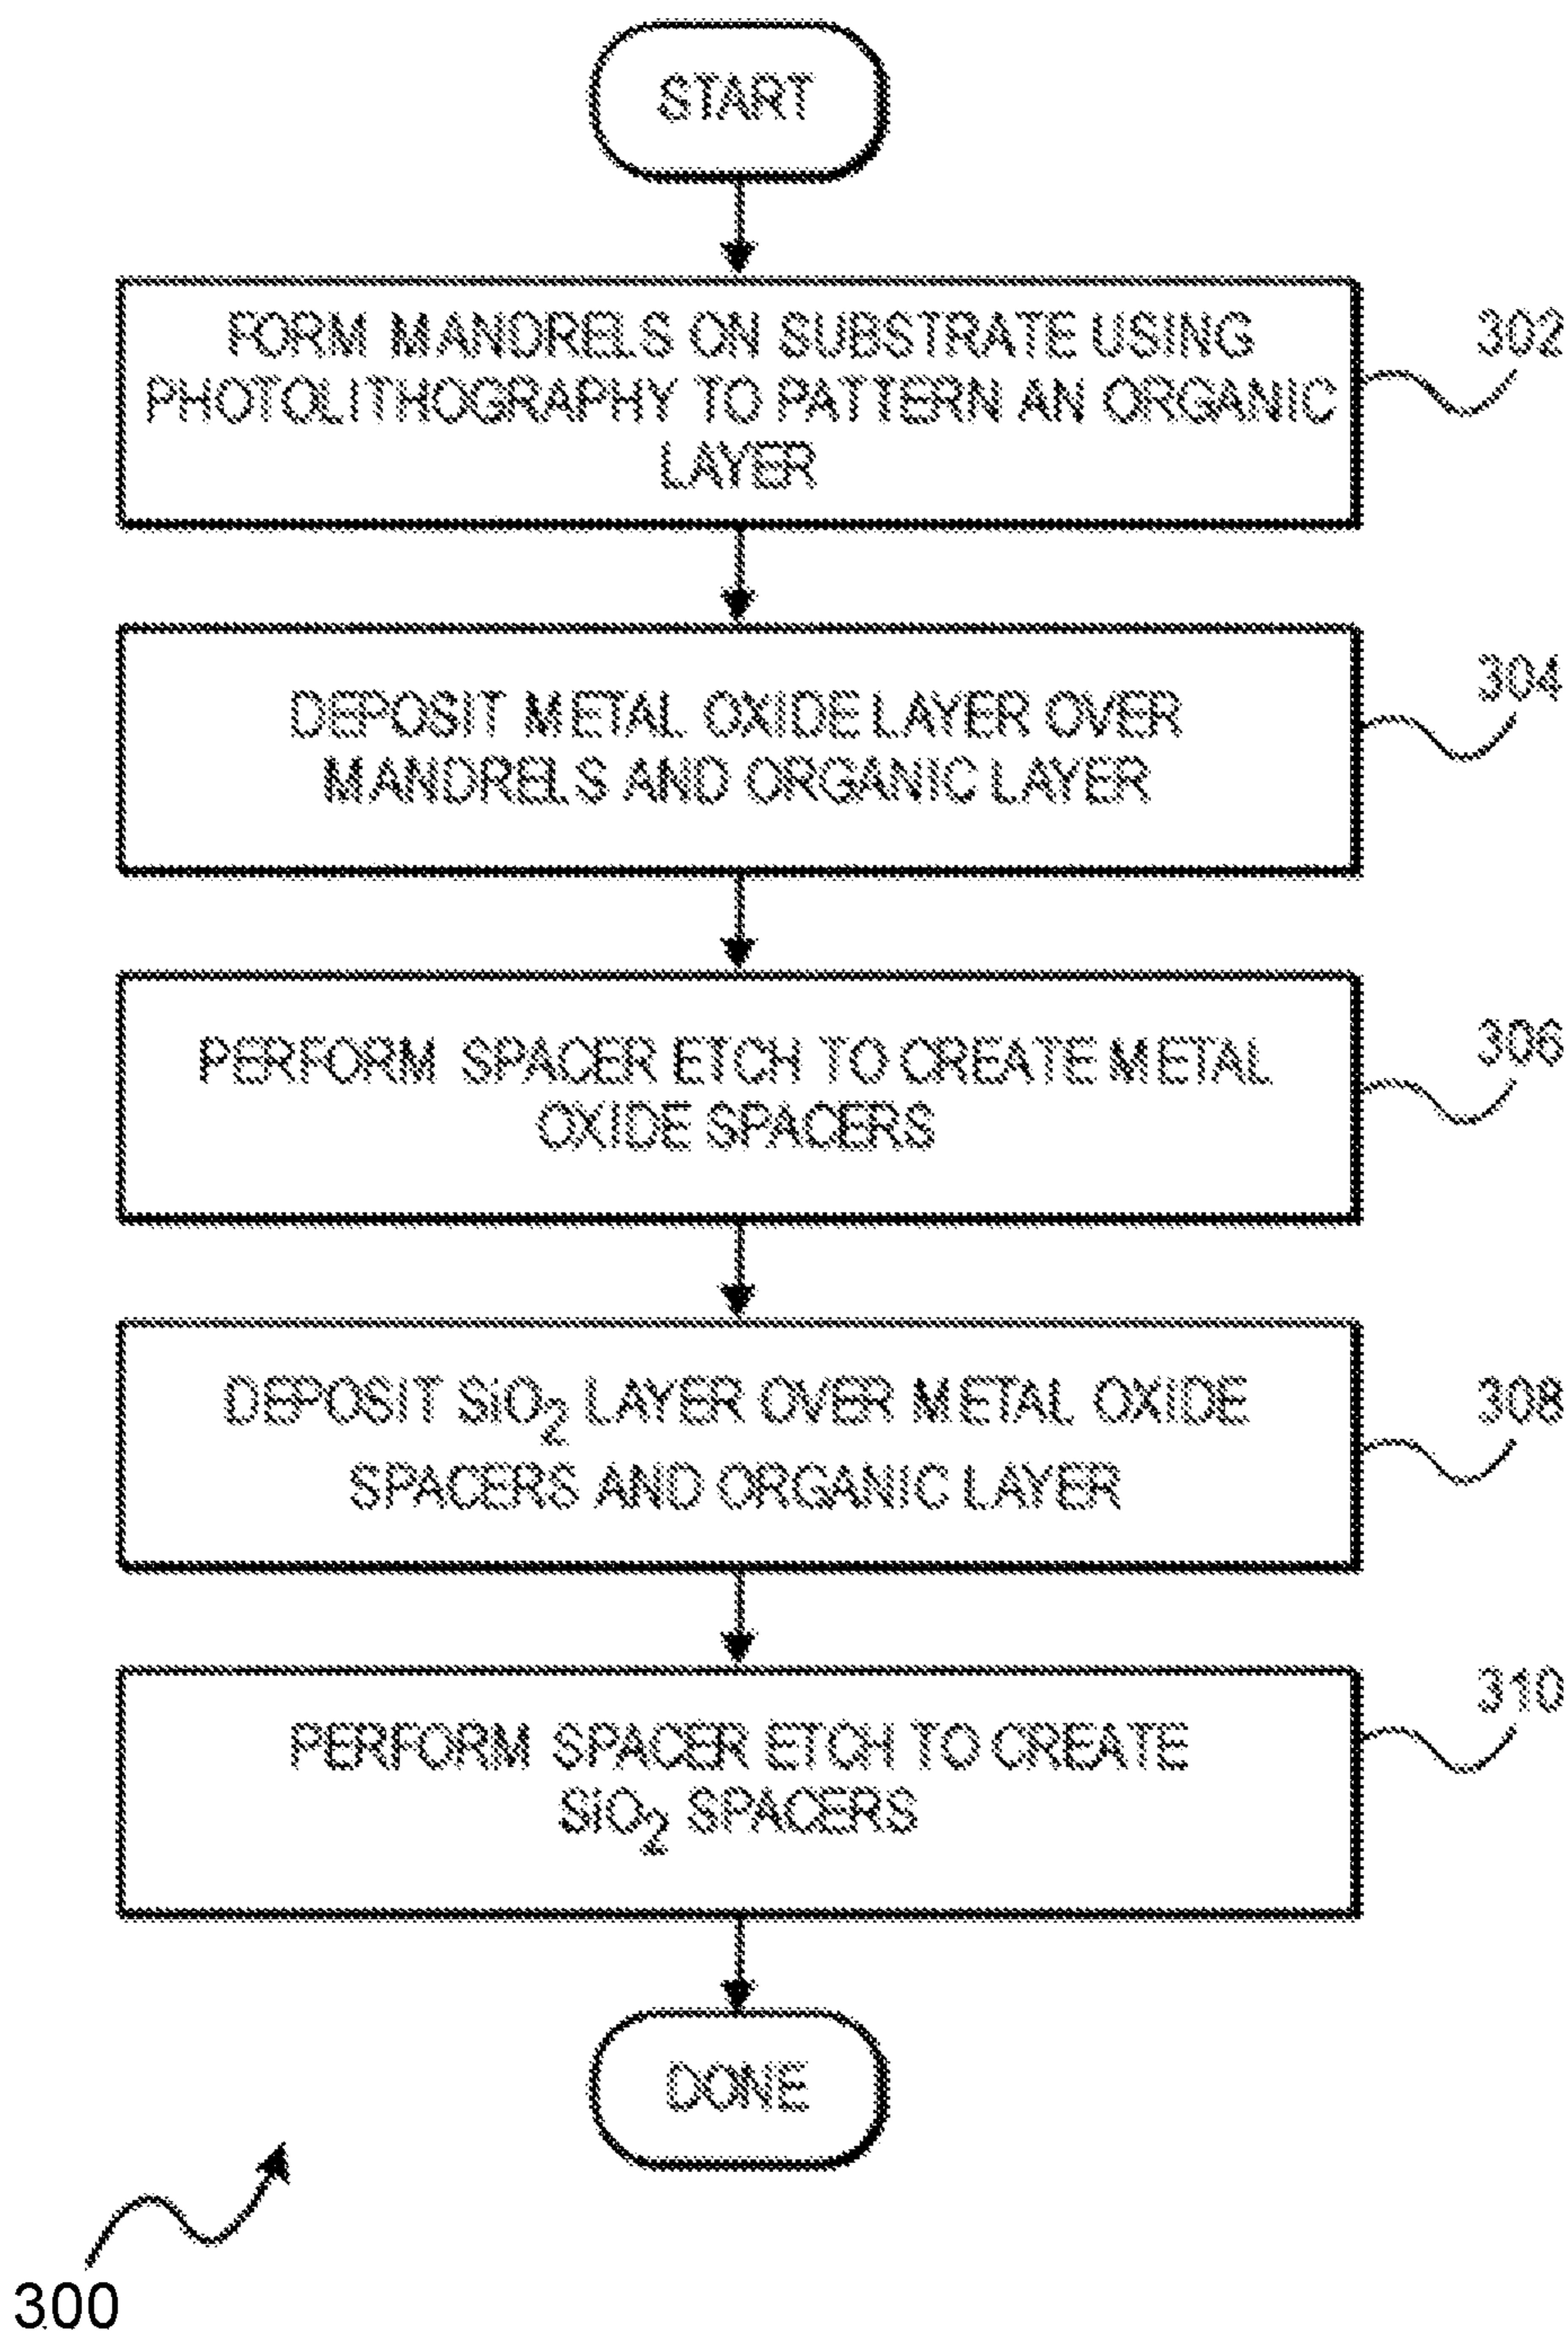 START
FORM MANDRELS ON SUBSTRATE USING
PHOTOLITHOGRAPHY TO PATTERN AN ORGANIC
LAYER
302
DEPOSIT METAL OXIDE LAYER OVER
MANDRELS AND ORGANIC LAYER
304
PERFORM SPACER ETCH TO CREATE METAL
OXIDE SPACERS
306
DEPOSIT SiO₂ LAYER OVER METAL OXIDE
SPACERS AND ORGANIC LAYER
308
PERFORM SPACER ETCH TO CREATE
SiO₂ SPACERS
310
DONE
300